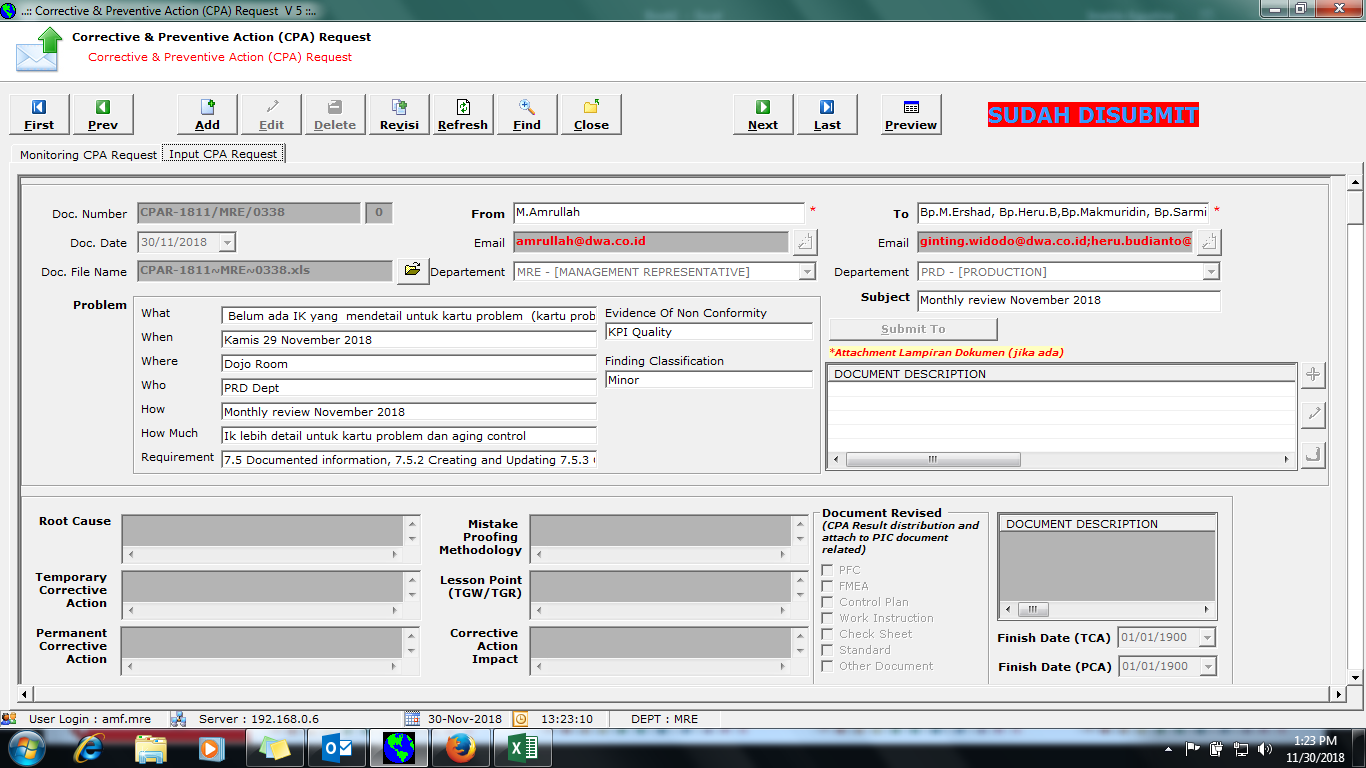 ..:: Corrective & Preventive Action (CPA) Request V 5 ::..
Corrective & Preventive Action (CPA) Request
Corrective & Preventive Action (CPA) Request
First Prev Add Edit Delete Revisi Refresh Find Close Next Last Preview SUDAH DISUBMIT
Monitoring CPA Request Input CPA Request
Doc. Number CPAR-1811/MRE/0338 0 From M.Amrullah * To Bp.M.Ershad, Bp.Heru.B,Bp.Makmuridin, Bp.Sarmi *
Doc. Date 30/11/2018 Email amrullah@dwa.co.id Email ginting.widodo@dwa.co.id;heru.budianto@
Doc. File Name CPAR-1811~MRE~0338.xls Departement MRE - [MANAGEMENT REPRESENTATIVE] Departement PRD - [PRODUCTION]
Problem Subject Monthly review November 2018
What Belum ada IK yang mendetail untuk kartu problem (kartu prob Evidence Of Non Conformity
When Kamis 29 November 2018 KPI Quality Submit To
*Attachment Lampiran Dokumen (jika ada)
Where Dojo Room Finding Classification
DOCUMENT DESCRIPTION
Who PRD Dept Minor
How Monthly review November 2018
How Much Ik lebih detail untuk kartu problem dan aging control
Requirement 7.5 Documented information, 7.5.2 Creating and Updating 7.5.3
Root Cause
Mistake
Proofing
Methodology
Document Revised
(CPA Result distribution and
attach to PIC document
related)
DOCUMENT DESCRIPTION
Temporary
Corrective
Action
Lesson Point
(TGW/TGR)
PFC
FMEA
Control Plan
Work Instruction
Check Sheet
Standard
Other Document
Permanent
Corrective
Action
Corrective
Action
Impact
Finish Date (TCA) 01/01/1900
Finish Date (PCA) 01/01/1900
User Login : amf.mre Server : 192.168.0.6 30-Nov-2018 13:23:10 DEPT : MRE
1:23 PM
11/30/2018